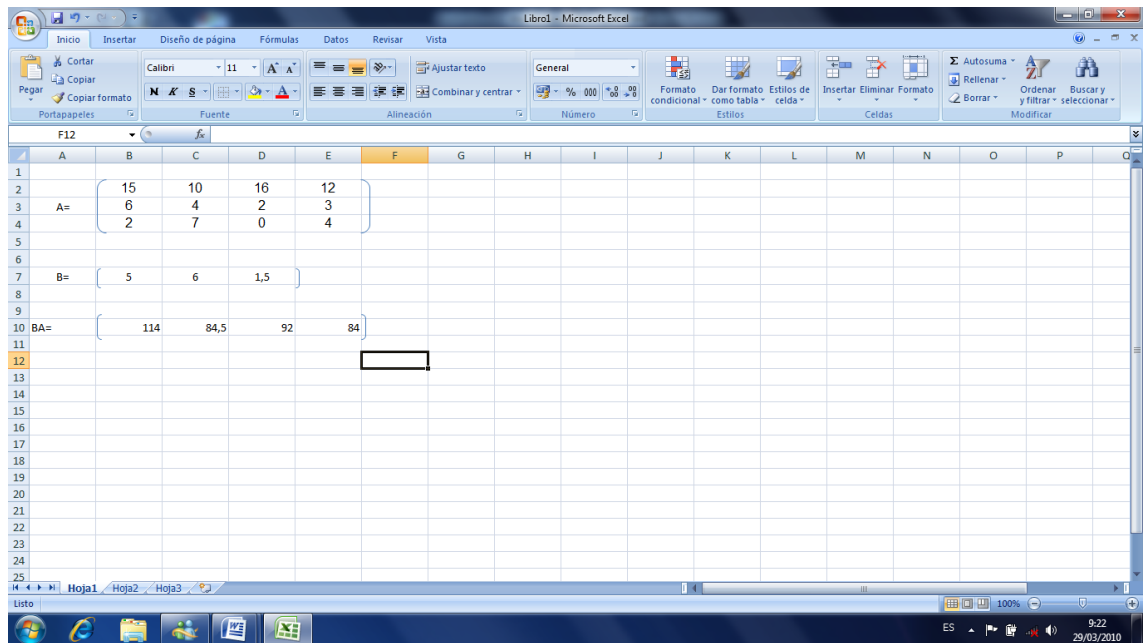 Libro1 - Microsoft Excel
Inicio Insertar Diseño de página Fórmulas Datos Revisar Vista
Pegar
Cortar
Copiar
Copiar formato
Portapapeles
Calibri 11 A A
N K S A
Fuente
Ajustar texto
Combinar y centrar
Alineación
General
% 000
Número
Formato condicional
Dar formato como tabla
Estilos de celda
Estilos
Insertar Eliminar Formato
Celdas
Σ Autosuma
Rellenar
Borrar
Ordenar y filtrar
Buscar y seleccionar
Modificar
F12 fx
A B C D E F G H I J K L M N O P Q
1
2 15 10 16 12
3 A= 6 4 2 3
4 2 7 0 4
5
6
7 B= 5 6 1,5
8
9
10 BA= 114 84,5 92 84
11
12
13
14
15
16
17
18
19
20
21
22
23
24
25
Hoja1 Hoja2 Hoja3
Listo 100%
ES 9:22
29/03/2010